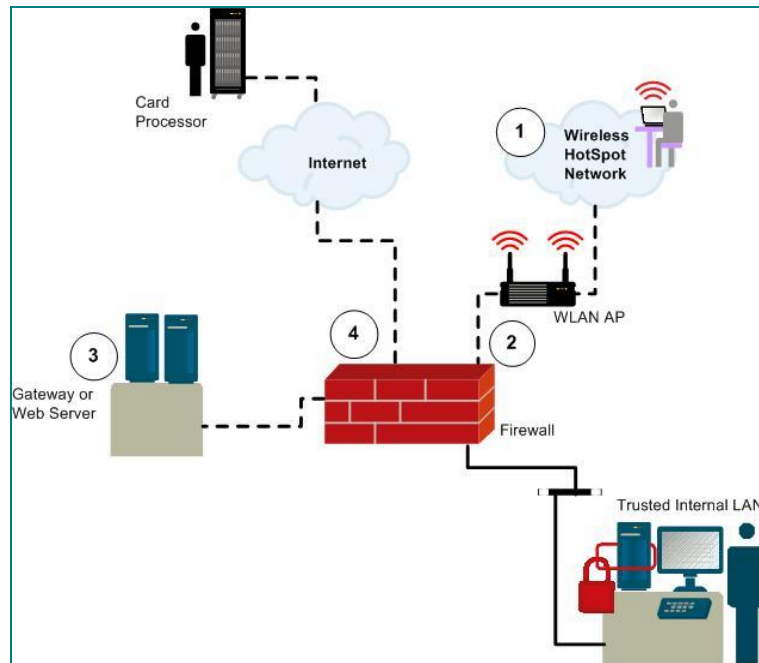 Card
Processor
Internet
1
Wireless
HotSpot
Network
WLAN AP
4
2
3
Gateway or
Web Server
Firewall
Trusted Internal LAN